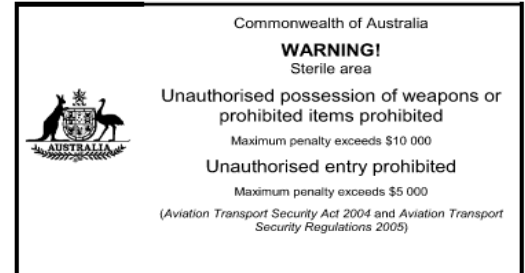 Commonwealth of Australia
WARNING!
Sterile area
Unauthorised possession of weapons or
prohibited items prohibited
Maximum penalty exceeds $10 000
AUSTRALIA
Unauthorised entry prohibited
Maximum penalty exceeds $5 000
(Aviation Transport Security Act 2004 and Aviation Transport
Security Regulations 2005)